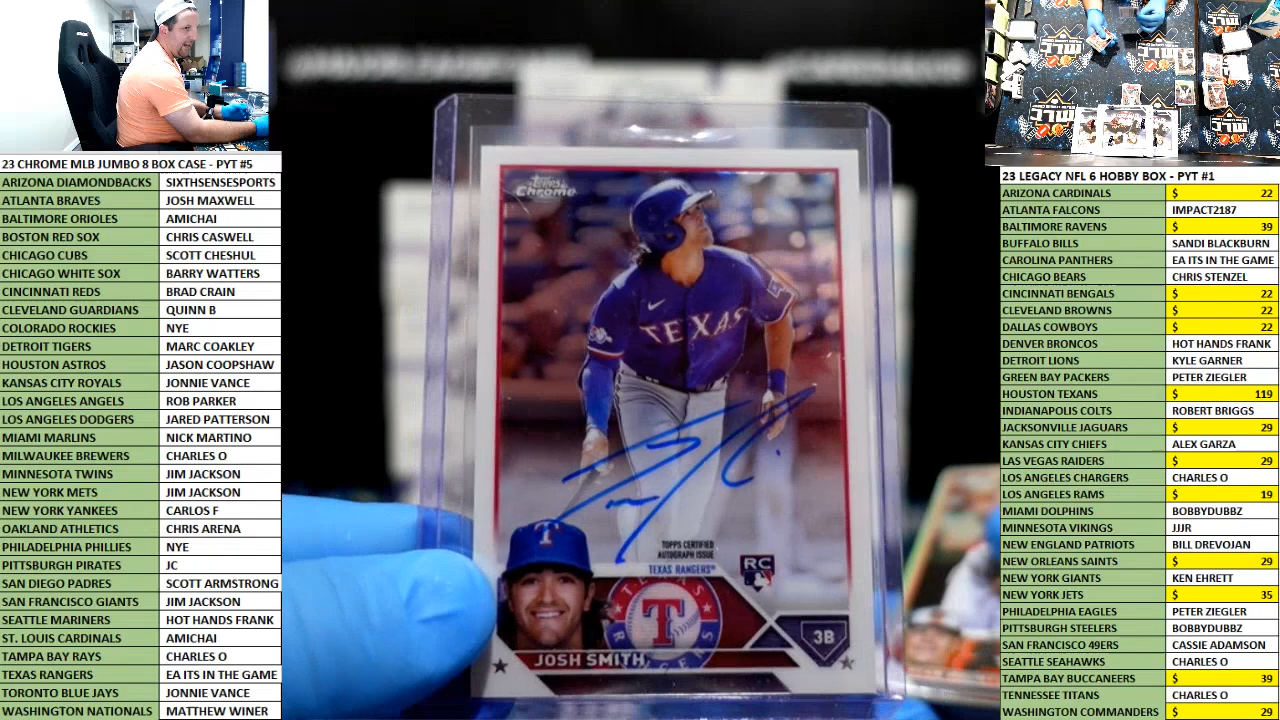 23 CHROME MLB JUMBO 8 BOX CASE - PYT #5
ARIZONA DIAMONDBACKS SIXTHSENSESPORTS
ATLANTA BRAVES JOSH MAXWELL
BALTIMORE ORIOLES AMICHAI
BOSTON RED SOX CHRIS CASWELL
CHICAGO CUBS SCOTT CHESHUL
CHICAGO WHITE SOX BARRY WATTERS
CINCINNATI REDS BRAD CRAIN
CLEVELAND GUARDIANS QUINN B
COLORADO ROCKIES NYE
DETROIT TIGERS MARC COAKLEY
HOUSTON ASTROS JASON COOPSHAW
KANSAS CITY ROYALS JONNIE VANCE
LOS ANGELES ANGELS ROB PARKER
LOS ANGELES DODGERS JARED PATTERSON
MIAMI MARLINS NICK MARTINO
MILWAUKEE BREWERS CHARLES O
MINNESOTA TWINS JIM JACKSON
NEW YORK METS JIM JACKSON
NEW YORK YANKEES CARLOS F
OAKLAND ATHLETICS CHRIS ARENA
PHILADELPHIA PHILLIES NYE
PITTSBURGH PIRATES JC
SAN DIEGO PADRES SCOTT ARMSTRONG
SAN FRANCISCO GIANTS JIM JACKSON
SEATTLE MARINERS HOT HANDS FRANK
ST. LOUIS CARDINALS AMICHAI
TAMPA BAY RAYS CHARLES O
TEXAS RANGERS EA ITS IN THE GAME
TORONTO BLUE JAYS JONNIE VANCE
WASHINGTON NATIONALS MATTHEW WINER
Topps
Chrome
TEXAS
TOPPS CERTIFIED
AUTOGRAPH ISSUE
TEXAS RANGERS®
RC
T
TEXAS
T
RANGERS
3B
JOSH SMITH
23 LEGACY NFL 6 HOBBY BOX - PYT #1
ARIZONA CARDINALS $ 22
ATLANTA FALCONS IMPACT2187
BALTIMORE RAVENS $ 39
BUFFALO BILLS SANDI BLACKBURN
CAROLINA PANTHERS EA ITS IN THE GAME
CHICAGO BEARS CHRIS STENZEL
CINCINNATI BENGALS $ 22
CLEVELAND BROWNS $ 22
DALLAS COWBOYS $ 22
DENVER BRONCOS HOT HANDS FRANK
DETROIT LIONS KYLE GARNER
GREEN BAY PACKERS PETER ZIEGLER
HOUSTON TEXANS $ 119
INDIANAPOLIS COLTS ROBERT BRIGGS
JACKSONVILLE JAGUARS $ 29
KANSAS CITY CHIEFS ALEX GARZA
LAS VEGAS RAIDERS $ 29
LOS ANGELES CHARGERS CHARLES O
LOS ANGELES RAMS $ 19
MIAMI DOLPHINS BOBBYDUBBZ
MINNESOTA VIKINGS JJJR
NEW ENGLAND PATRIOTS BILL DREVOJAN
NEW ORLEANS SAINTS $ 29
NEW YORK GIANTS KEN EHRETT
NEW YORK JETS $ 35
PHILADELPHIA EAGLES PETER ZIEGLER
PITTSBURGH STEELERS BOBBYDUBBZ
SAN FRANCISCO 49ERS CASSIE ADAMSON
SEATTLE SEAHAWKS CHARLES O
TAMPA BAY BUCCANEERS $ 39
TENNESSEE TITANS CHARLES O
WASHINGTON COMMANDERS $ 29